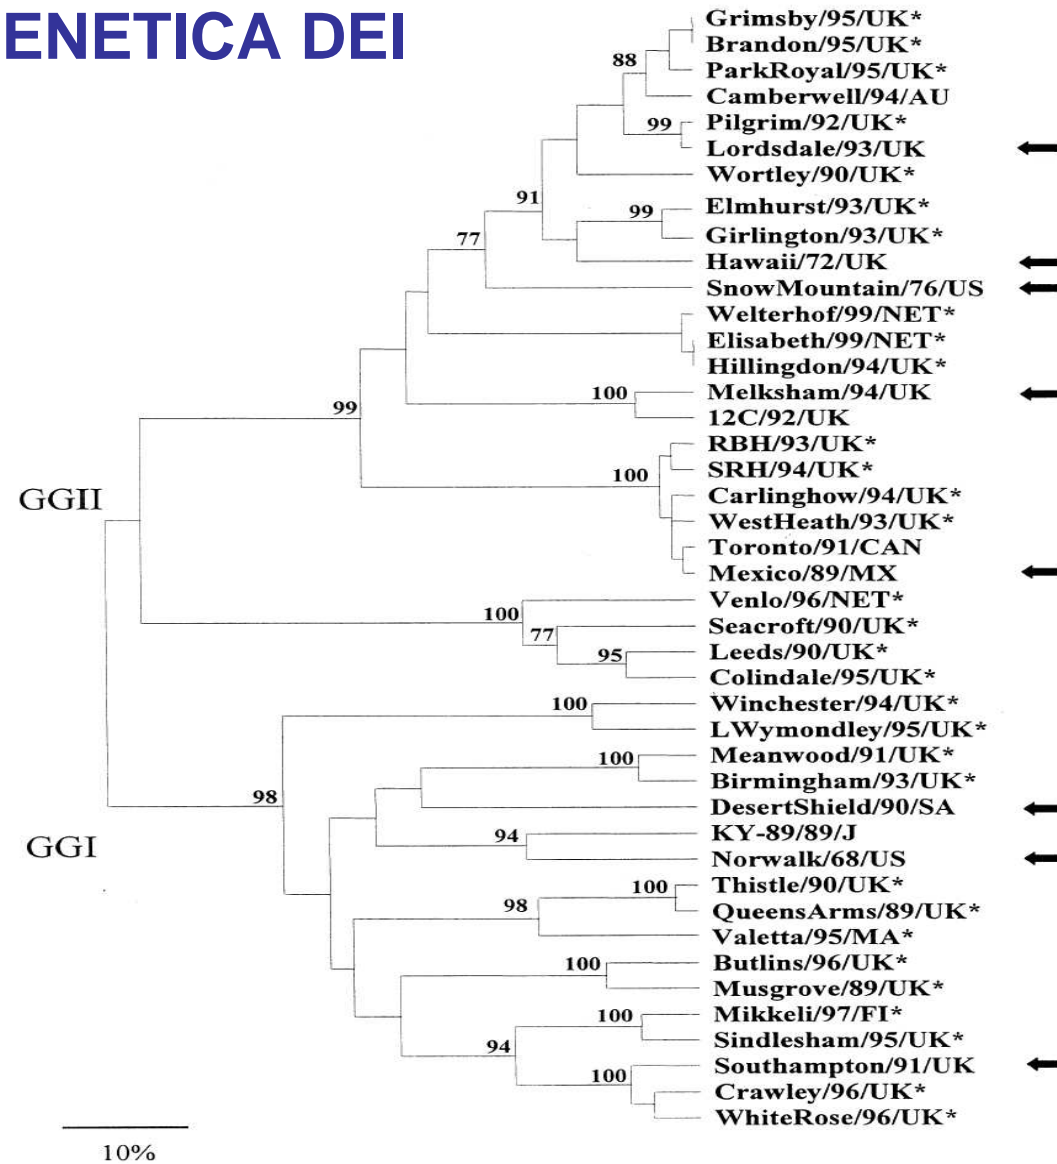 ENETICA DEI
Grimsby/95/UK*
Brandon/95/UK*
88
ParkRoyal/95/UK*
Camberwell/94/AU
99
Pilgrim/92/UK*
Lordsdale/93/UK
Wortley/90/UK*
91
99
Elmhurst/93/UK*
Girlington/93/UK*
77
Hawaii/72/UK
SnowMountain/76/US
Welterhof/99/NET*
Elisabeth/99/NET*
Hillingdon/94/UK*
100
Melksham/94/UK
99
12C/92/UK
RBH/93/UK*
100
SRH/94/UK*
GGII
Carlinghow/94/UK*
WestHeath/93/UK*
Toronto/91/CAN
Mexico/89/MX
100
Venlo/96/NET*
77
Seacroft/90/UK*
95
Leeds/90/UK*
Colindale/95/UK*
100
Winchester/94/UK*
LWymondley/95/UK*
100
Meanwood/91/UK*
Birmingham/93/UK*
98
DesertShield/90/SA
94
KY-89/89/J
GGI
Norwalk/68/US
100
Thistle/90/UK*
98
QueensArms/89/UK*
Valetta/95/MA*
100
Butlins/96/UK*
Musgrove/89/UK*
100
Mikkeli/97/FI*
94
Sindlesham/95/UK*
100
Southampton/91/UK
Crawley/96/UK*
WhiteRose/96/UK*
10%